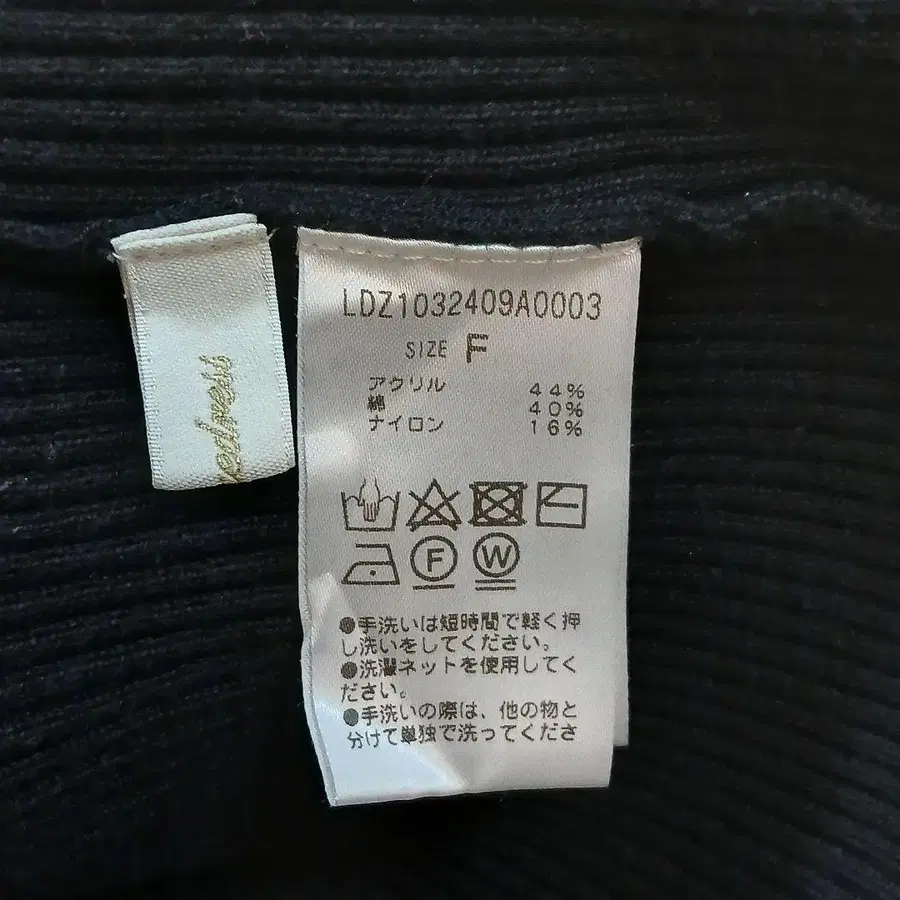 LDZ1032409A0003
SIZE F
アクリル 44%
綿 40%
ナイロン 16%
F W
●手洗いは短時間で軽く押
し洗いをしてください。
●洗濯ネットを使用してく
ださい。
●手洗いの際は、他の物と
分けて単独で洗ってくださ